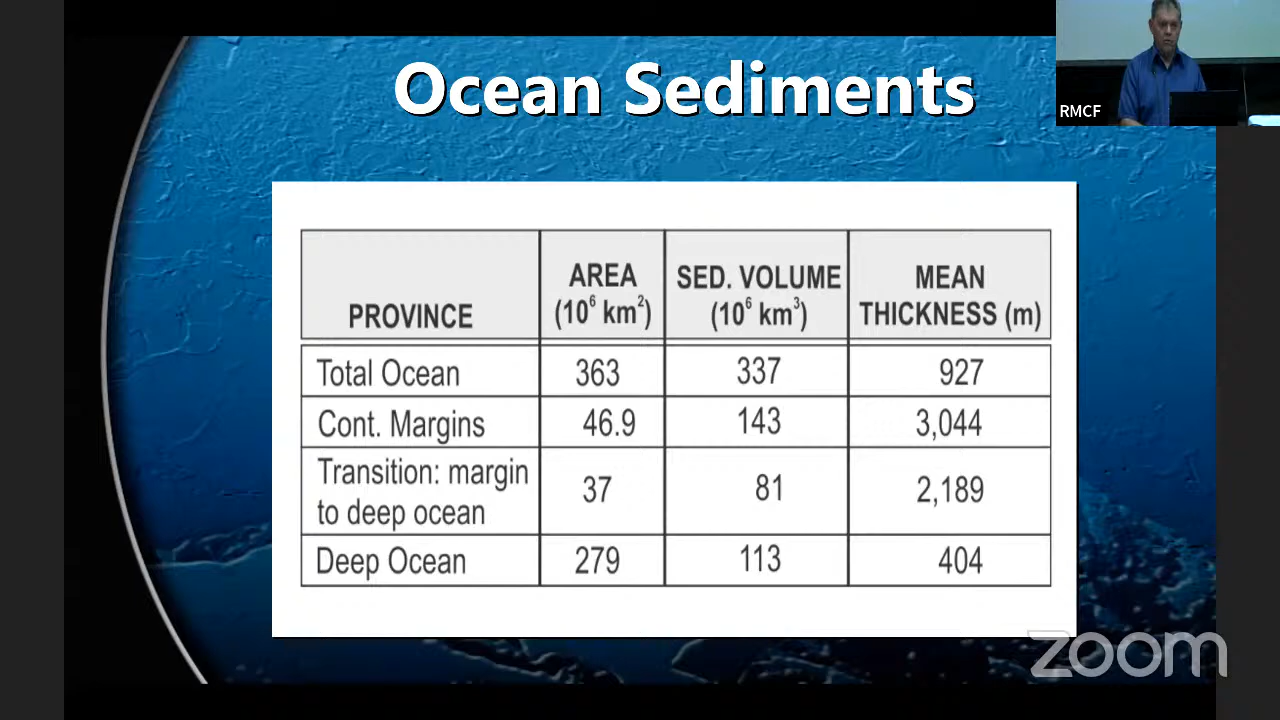 Ocean Sediments
RMCF
PROVINCE
AREA
(10⁶ km²)
SED. VOLUME
(10⁶ km³)
MEAN
THICKNESS (m)
Total Ocean 363 337 927
Cont. Margins 46.9 143 3,044
Transition: margin
to deep ocean 37 81 2,189
Deep Ocean 279 113 404
zoom